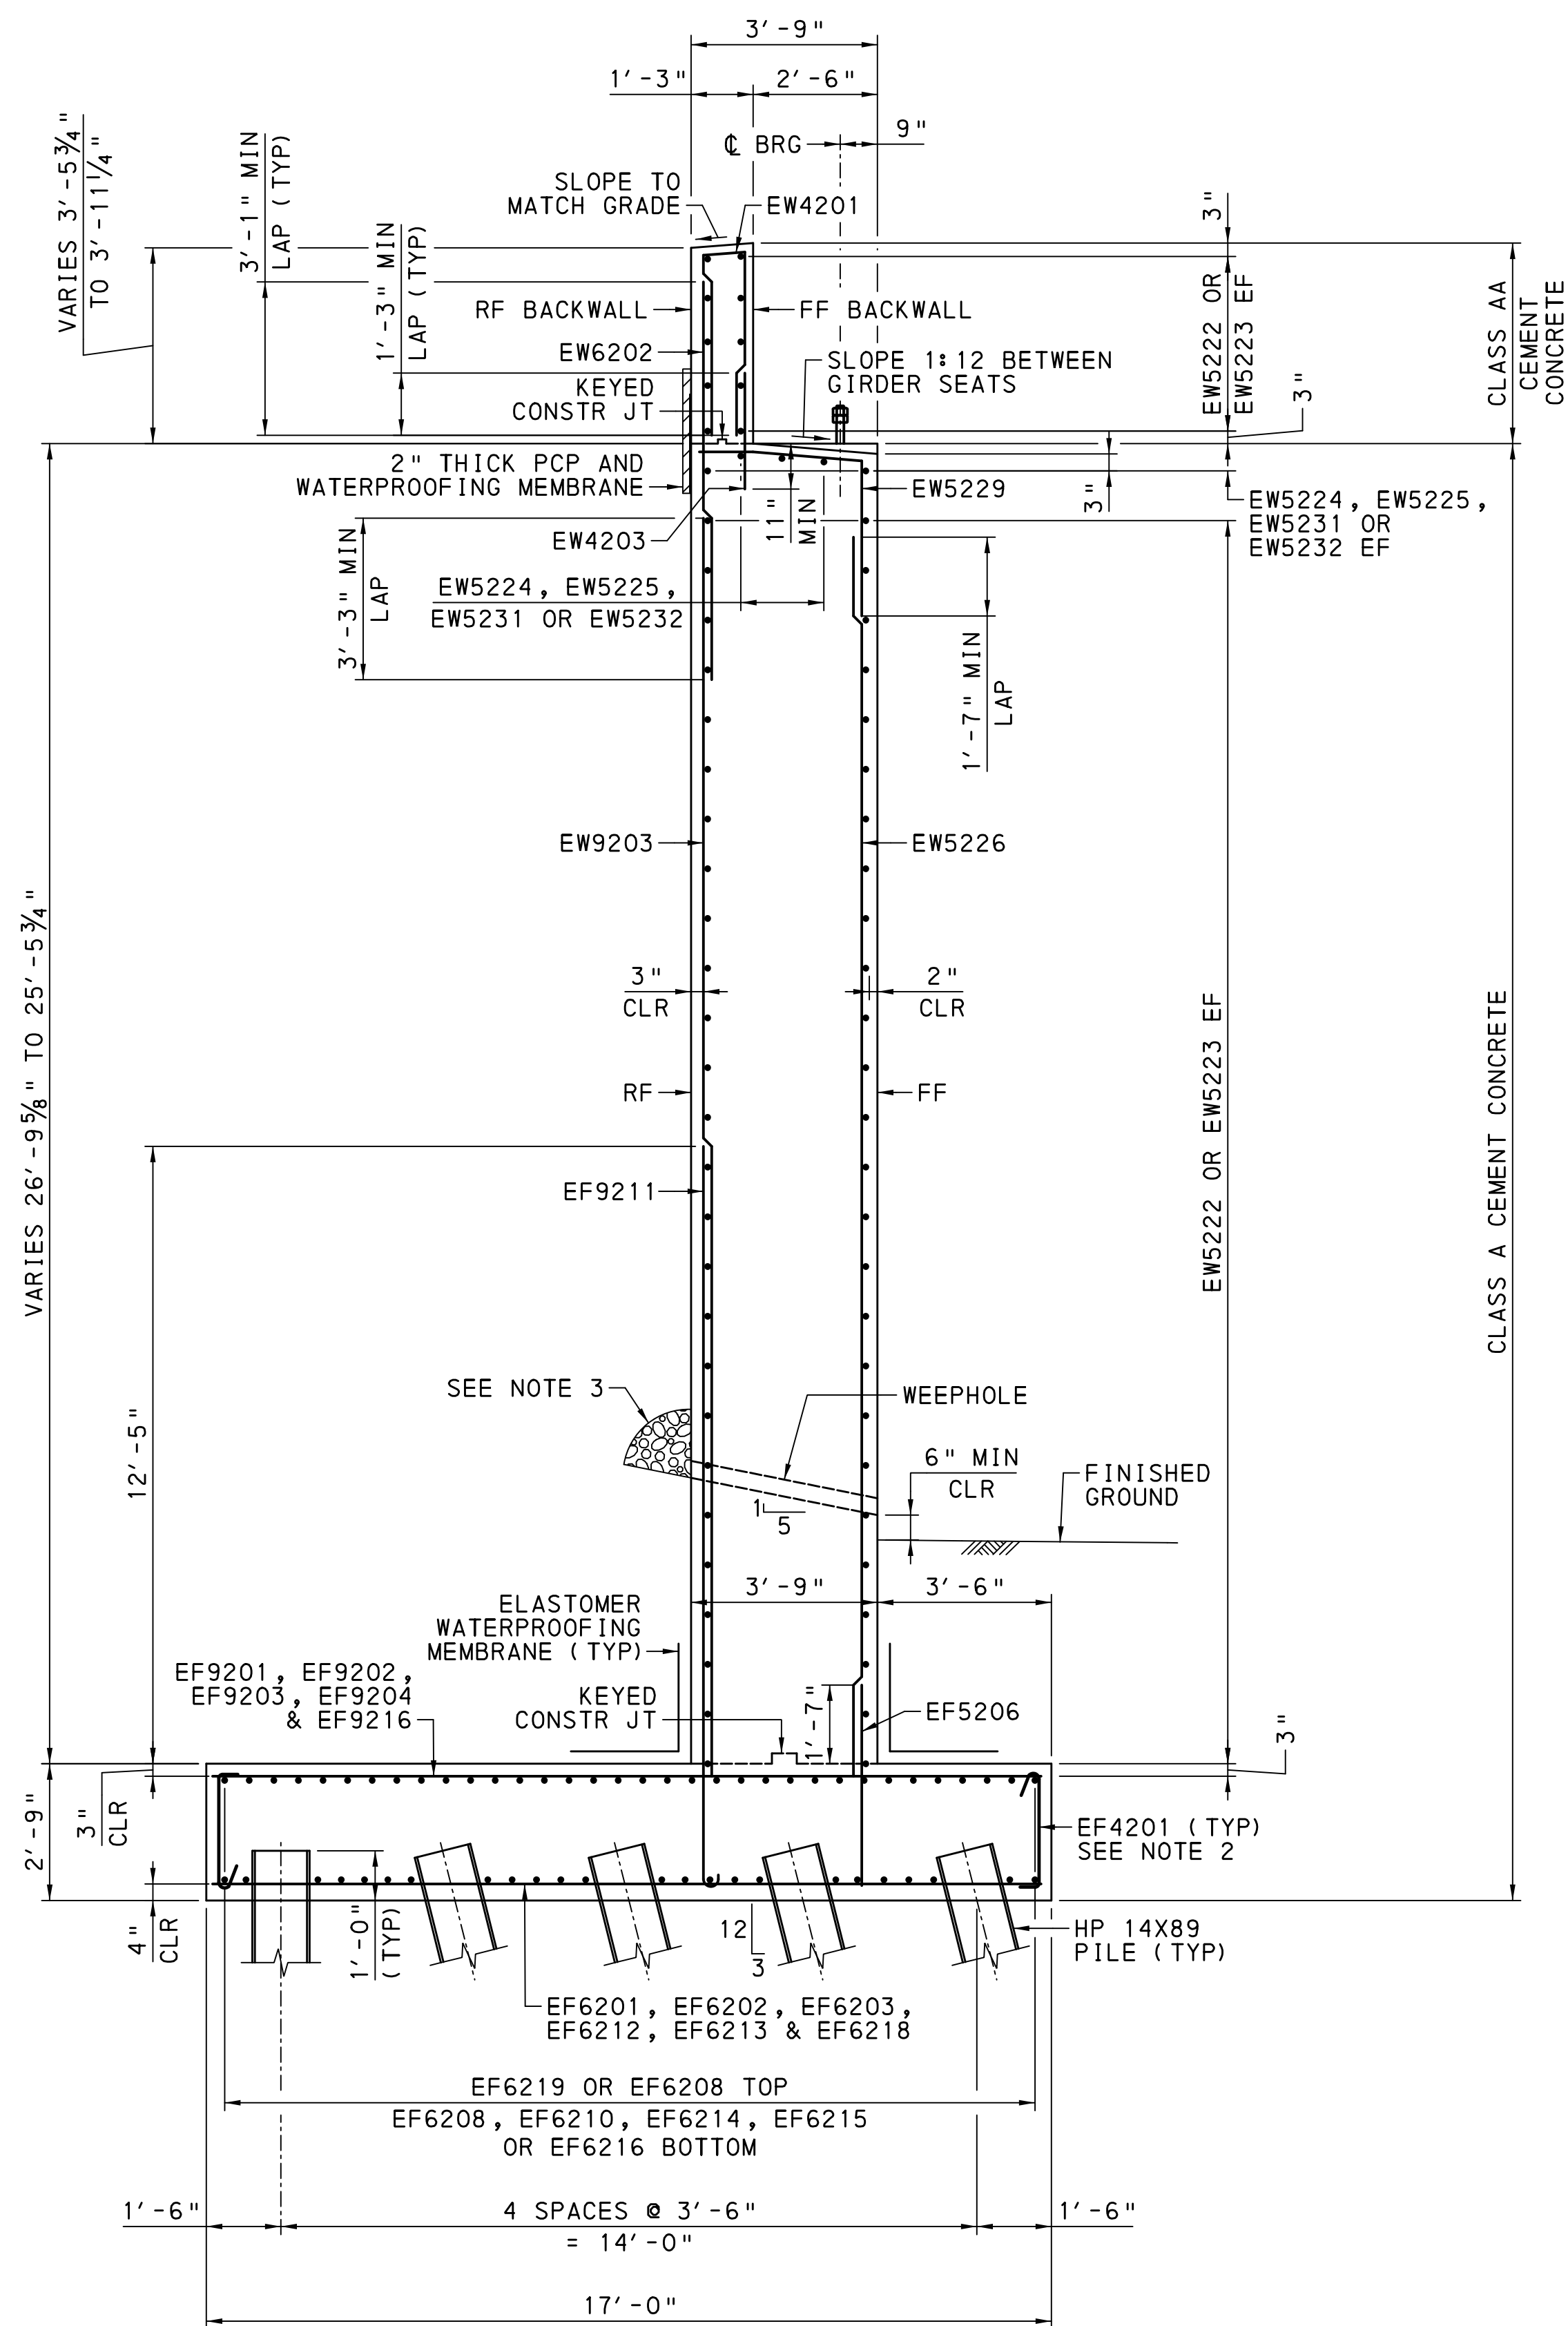 3'-9"
1'-3"
2'-6"
℄ BRG
9"
SLOPE TO
MATCH GRADE
EW4201
3"
VARIES 3'-5¾"
TO 3'-11¼"
3'-1" MIN
LAP (TYP)
1'-3" MIN
LAP (TYP)
RF BACKWALL
FF BACKWALL
EW6202
SLOPE 1:12 BETWEEN
GIRDER SEATS
KEYED
CONSTR JT
EW5222 OR
EW5223 EF
3"
CLASS AA
CEMENT
CONCRETE
2" THICK PCP AND
WATERPROOFING MEMBRANE
EW4203
11"
MIN
EW5229
3"
EW5224, EW5225,
EW5231 OR
EW5232 EF
3'-3" MIN
LAP
EW5224, EW5225,
EW5231 OR EW5232
1'-7" MIN
LAP
EW9203
EW5226
VARIES 26'-9⅝" TO 25'-5¾"
3"
CLR
2"
CLR
RF
FF
EW5222 OR EW5223 EF
CLASS A CEMENT CONCRETE
EF9211
12'-5"
SEE NOTE 3
WEEPHOLE
6" MIN
CLR
FINISHED
GROUND
1
5
3'-9"
3'-6"
ELASTOMER
WATERPROOFING
MEMBRANE (TYP)
EF9201, EF9202,
EF9203, EF9204
& EF9216
KEYED
CONSTR JT
1'-7"
EF5206
3"
2'-9"
3"
CLR
EF4201 (TYP)
SEE NOTE 2
4"
CLR
1'-0"
(TYP)
12
3
HP 14X89
PILE (TYP)
EF6201, EF6202, EF6203,
EF6212, EF6213 & EF6218
EF6219 OR EF6208 TOP
EF6208, EF6210, EF6214, EF6215
OR EF6216 BOTTOM
1'-6"
4 SPACES @ 3'-6"
= 14'-0"
1'-6"
17'-0"